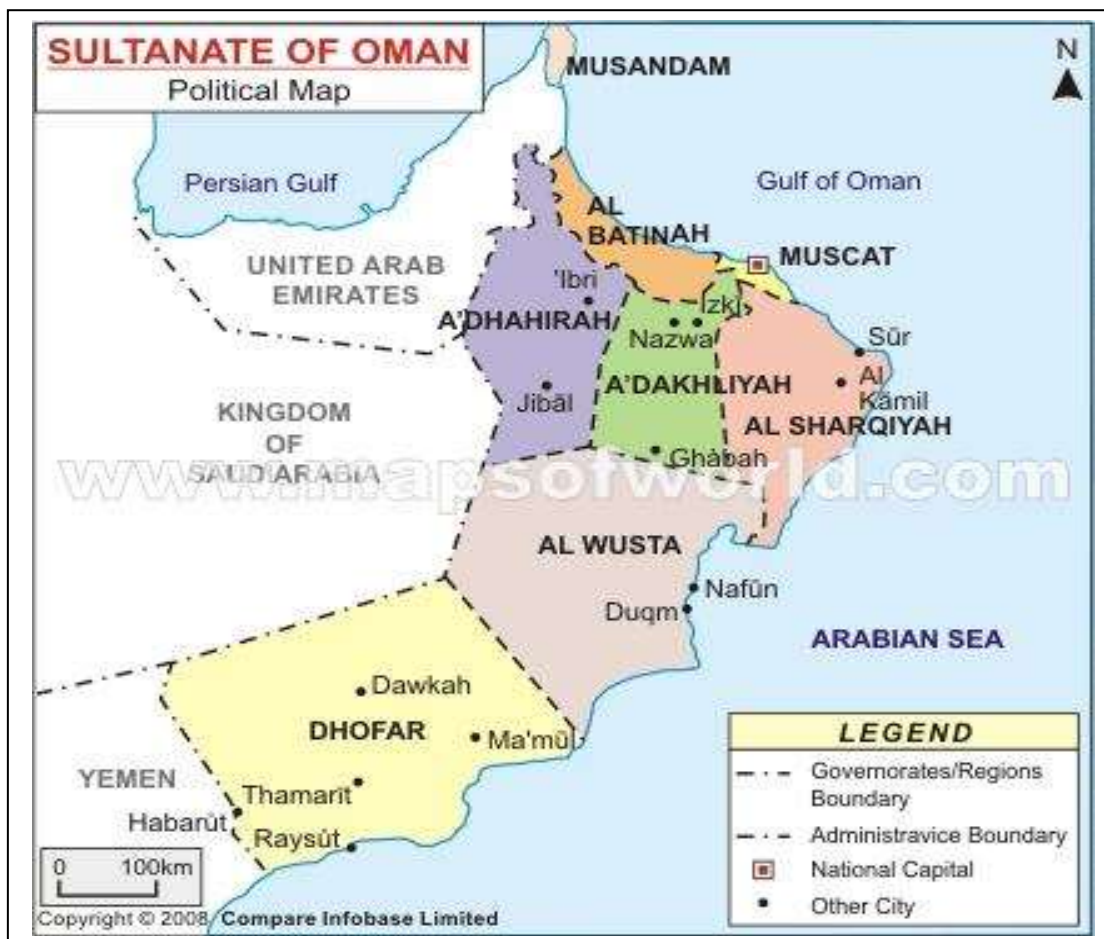 SULTANATE OF OMAN
Political Map
MUSANDAM
N
Persian Gulf
Gulf of Oman
AL
BATINAH
MUSCAT
UNITED ARAB
EMIRATES
'Ibri
Izki
A'DHAHIRAH
Nazwa
Sūr
A'DAKHLIYAH
Al
Kāmil
Jibāl
KINGDOM
OF
SAUDI ARABIA
AL SHARQIYAH
Ghābah
www.mapsofworld.com
AL WUSTA
Nafūn
Duqm
ARABIAN SEA
Dawkah
DHOFAR
Ma'mūl
YEMEN
Thamarīt
Habarūt
Raysūt
LEGEND
Governorates/Regions
Boundary
Administravice Boundary
National Capital
Other City
0 100km
Copyright © 2008, Compare Infobase Limited